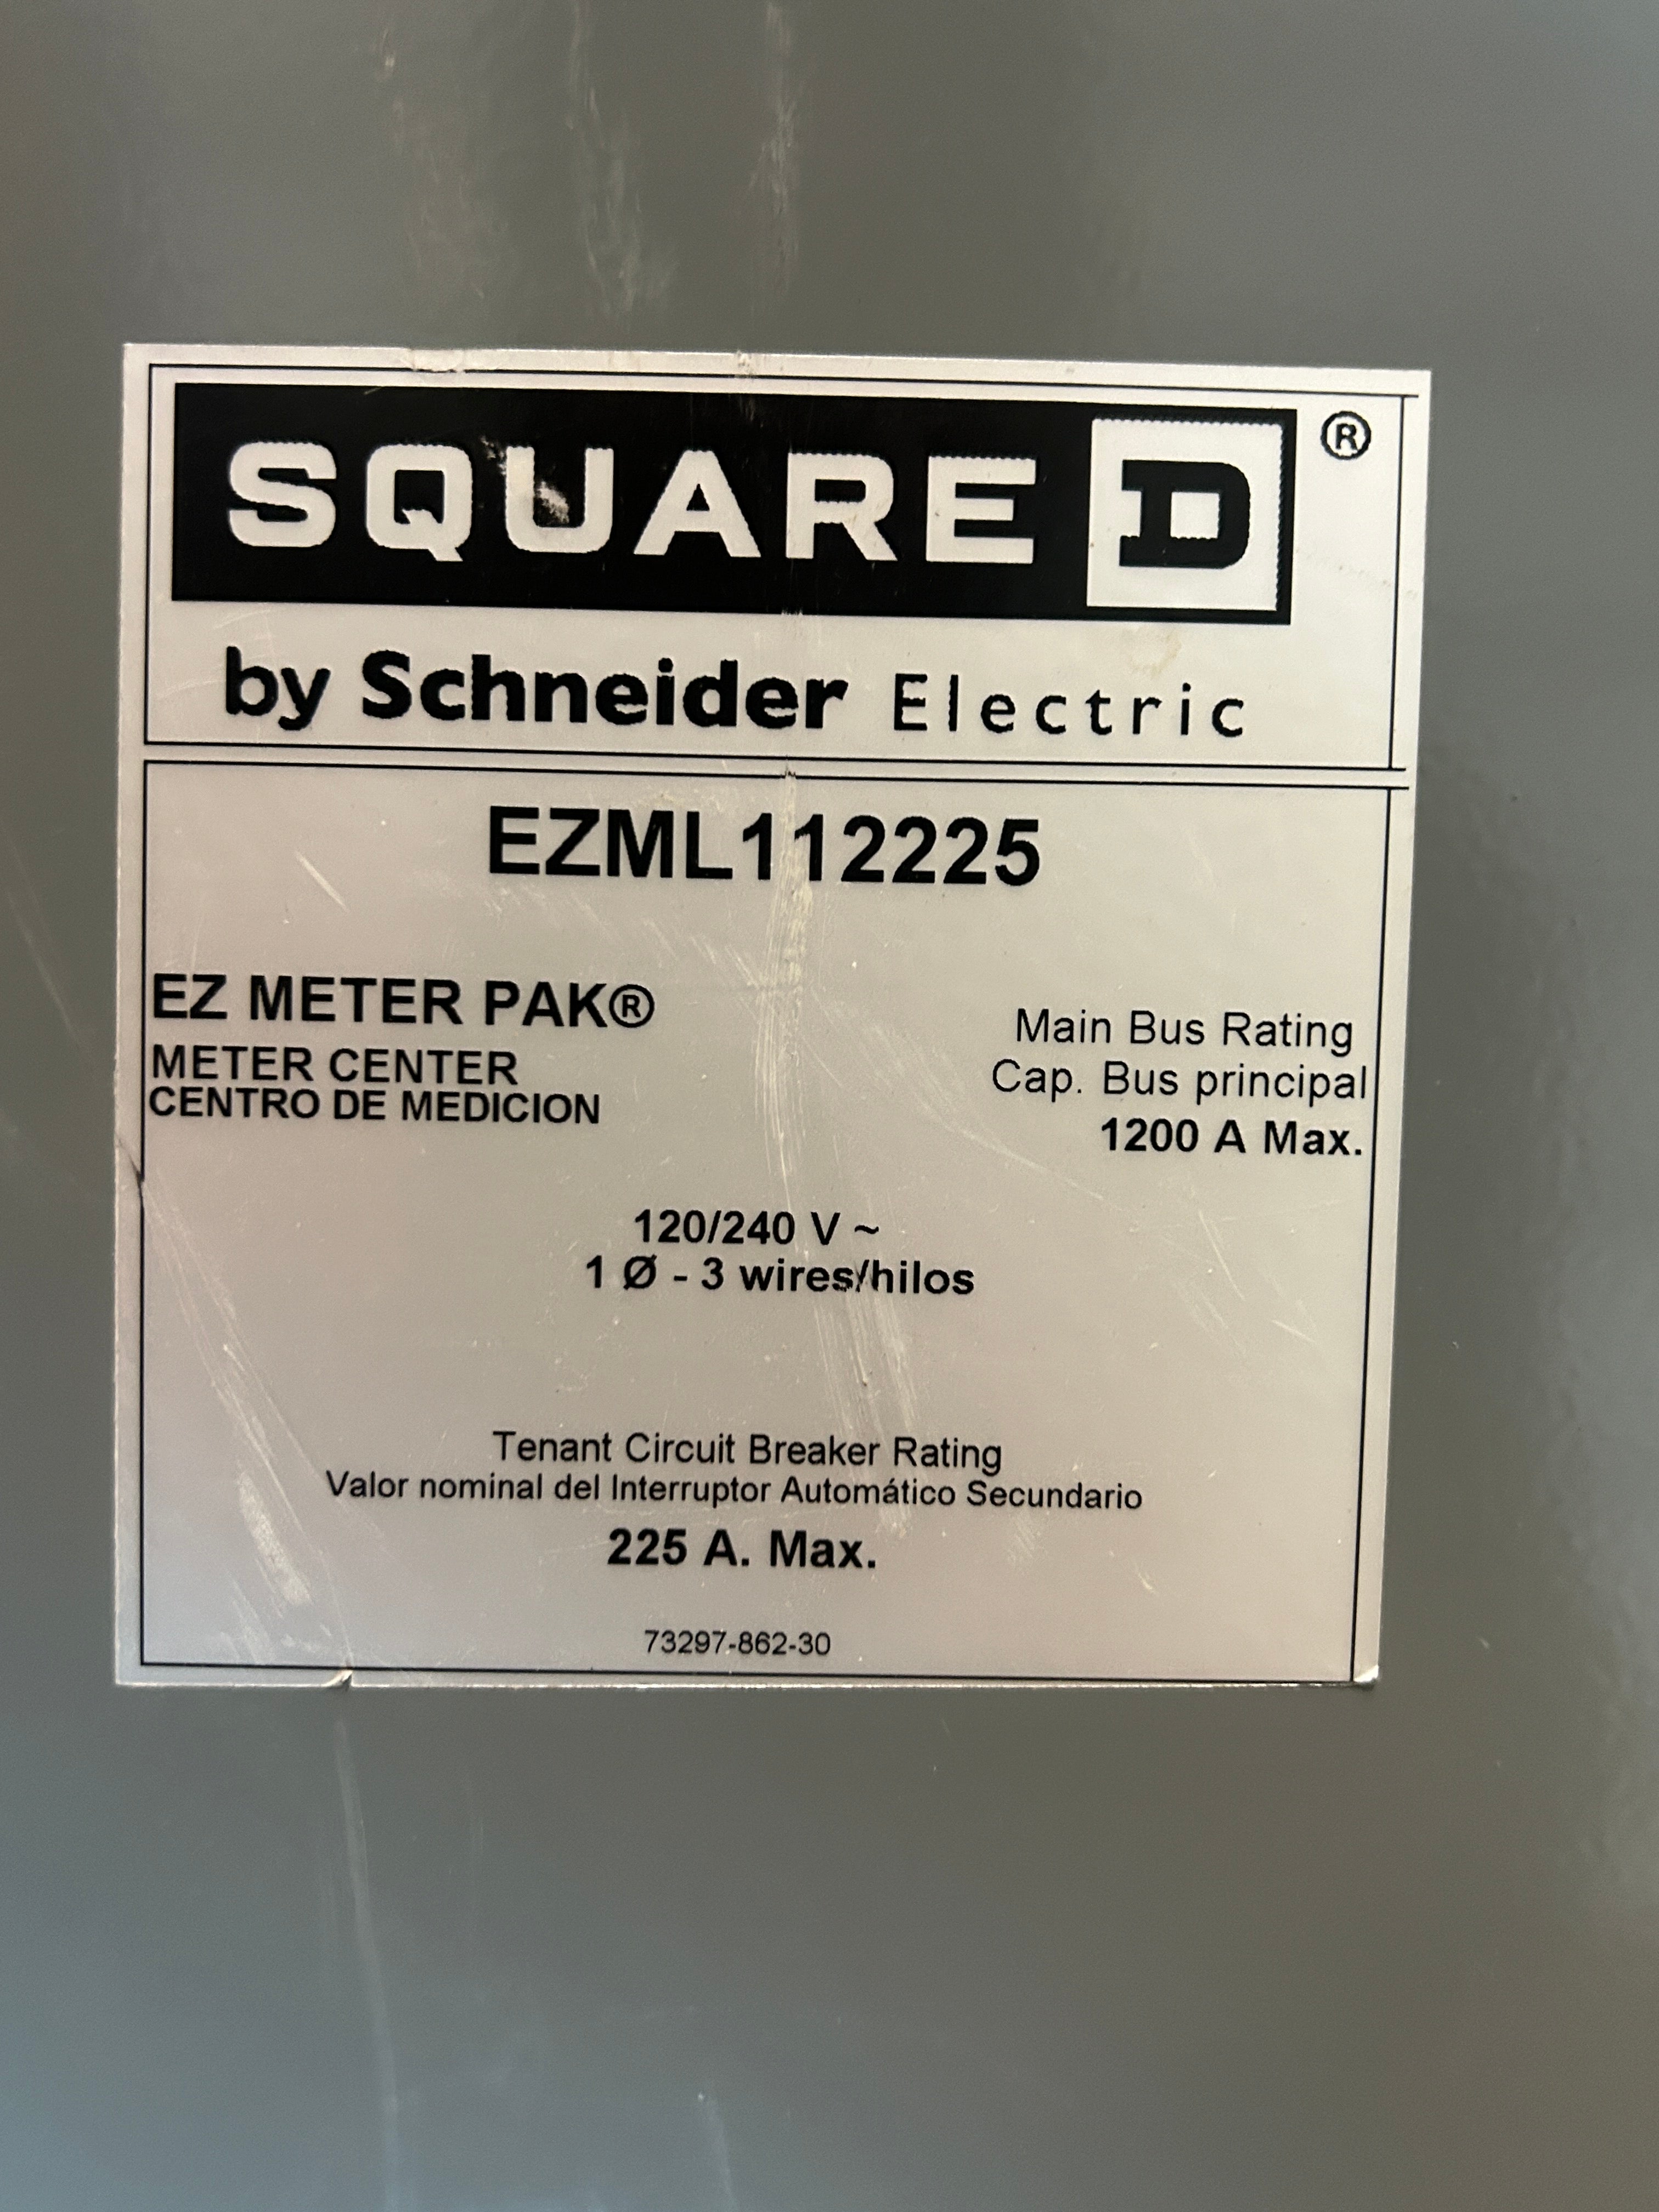 SQUARE D ®
by Schneider Electric
EZML112225
EZ METER PAK®
METER CENTER
CENTRO DE MEDICION
Main Bus Rating
Cap. Bus principal
1200 A Max.
120/240 V ~
1 Ø - 3 wires/hilos
Tenant Circuit Breaker Rating
Valor nominal del Interruptor Automático Secundario
225 A. Max.
73297-862-30